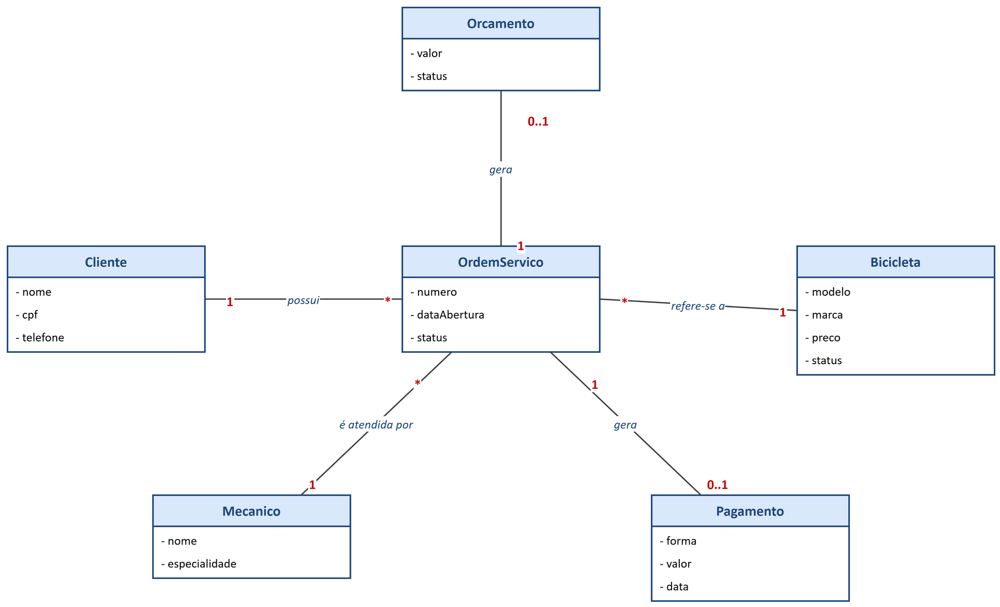 Orcamento
- valor
- status
0..1
gera
1
Cliente
- nome
- cpf
- telefone
1
possui
*
OrdemServico
- numero
- dataAbertura
- status
*
refere-se a
1
Bicicleta
- modelo
- marca
- preco
- status
*
é atendida por
1
1
gera
0..1
Mecanico
- nome
- especialidade
Pagamento
- forma
- valor
- data